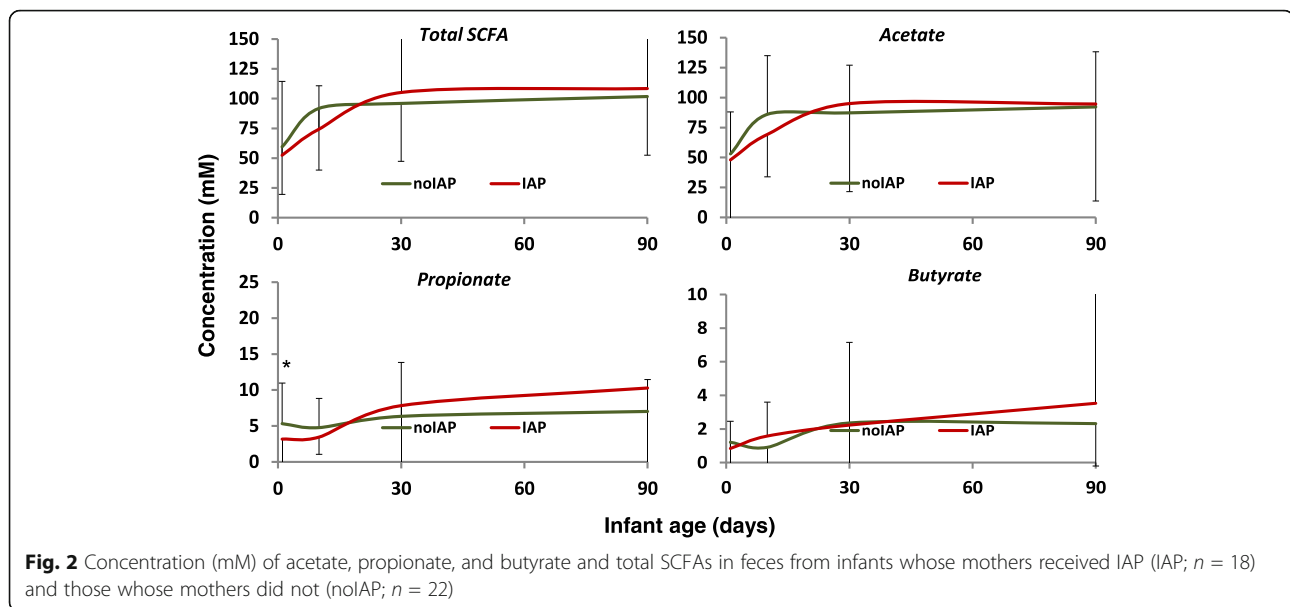 Total SCFA
Acetate
Concentration (mM)
150
125
100
75
50
25
0
noIAP
IAP
0
30
60
90
150
125
100
75
50
25
0
noIAP
IAP
0
30
60
90
Propionate
Butyrate
25
20
15
10
5
0
*
noIAP
IAP
0
30
60
90
10
8
6
4
2
0
noIAP
IAP
0
30
60
90
Infant age (days)
Fig. 2 Concentration (mM) of acetate, propionate, and butyrate and total SCFAs in feces from infants whose mothers received IAP (IAP; n = 18)
and those whose mothers did not (noIAP; n = 22)